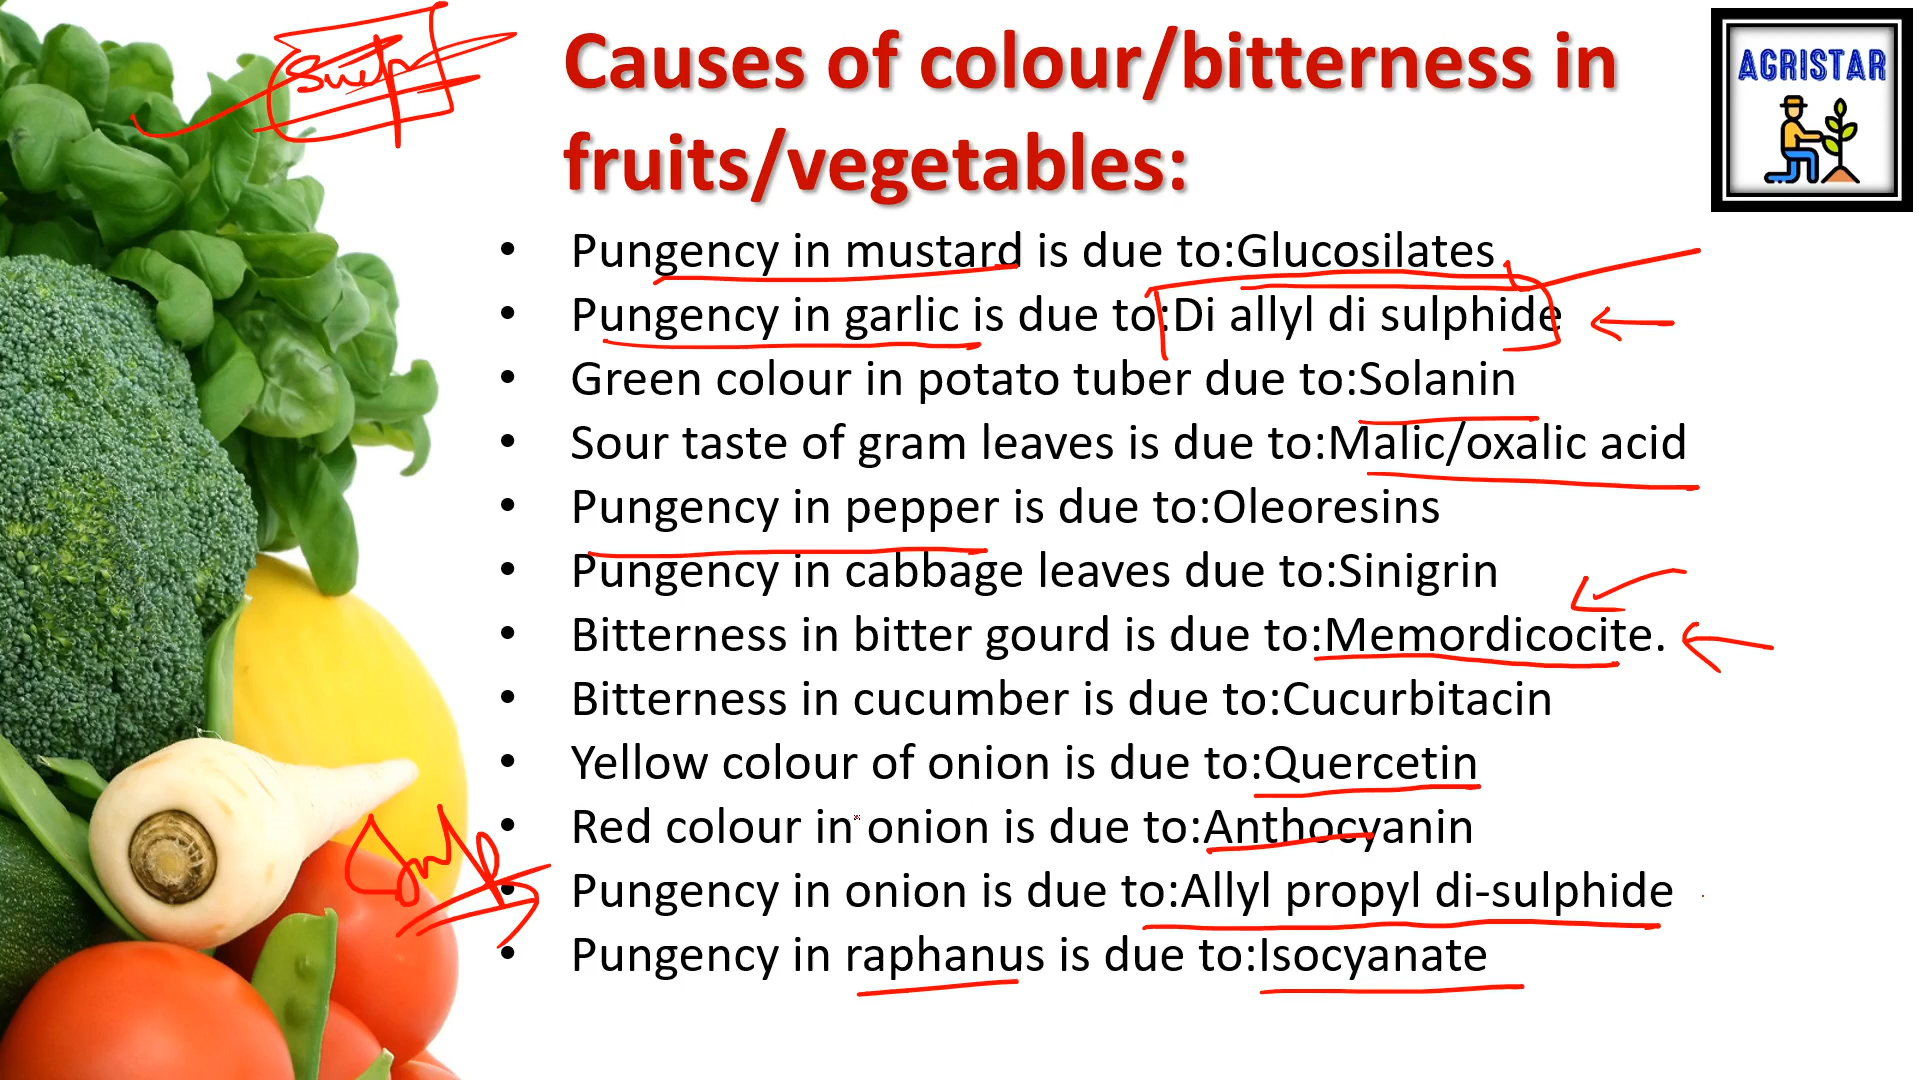 Causes of colour/bitterness in
fruits/vegetables:
AGRISTAR
• Pungency in mustard is due to:Glucosilates
• Pungency in garlic is due to:Di allyl di sulphide
• Green colour in potato tuber due to:Solanin
• Sour taste of gram leaves is due to:Malic/oxalic acid
• Pungency in pepper is due to:Oleoresins
• Pungency in cabbage leaves due to:Sinigrin
• Bitterness in bitter gourd is due to:Memordicocite.
• Bitterness in cucumber is due to:Cucurbitacin
• Yellow colour of onion is due to:Quercetin
• Red colour in onion is due to:Anthocyanin
• Pungency in onion is due to:Allyl propyl di-sulphide
• Pungency in raphanus is due to:Isocyanate